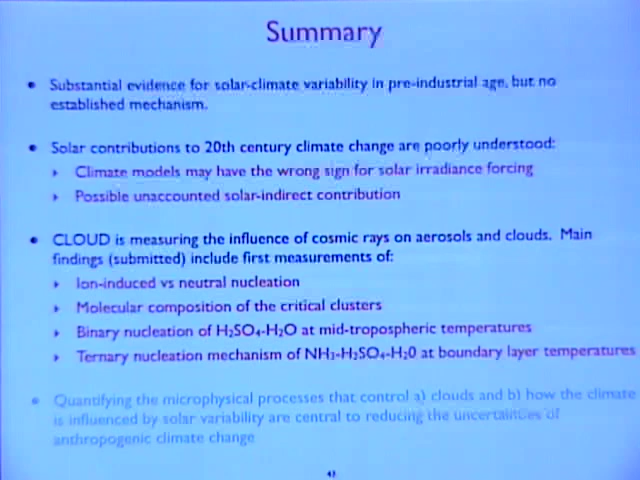 Summary
• Substantial evidence for solar-climate variability in pre-industrial age, but no
established mechanism.
• Solar contributions to 20th century climate change are poorly understood:
‣ Climate models may have the wrong sign for solar irradiance forcing
‣ Possible unaccounted solar-indirect contribution
• CLOUD is measuring the influence of cosmic rays on aerosols and clouds. Main
findings (submitted) include first measurements of:
‣ Ion-induced vs neutral nucleation
‣ Molecular composition of the critical clusters
‣ Binary nucleation of H₂SO₄-H₂O at mid-tropospheric temperatures
‣ Ternary nucleation mechanism of NH₃-H₂SO₄-H₂0 at boundary layer temperatures
• Quantifying the microphysical processes that control a) clouds and b) how the climate
is influenced by solar variability are central to reducing the uncertainties of
anthropogenic climate change